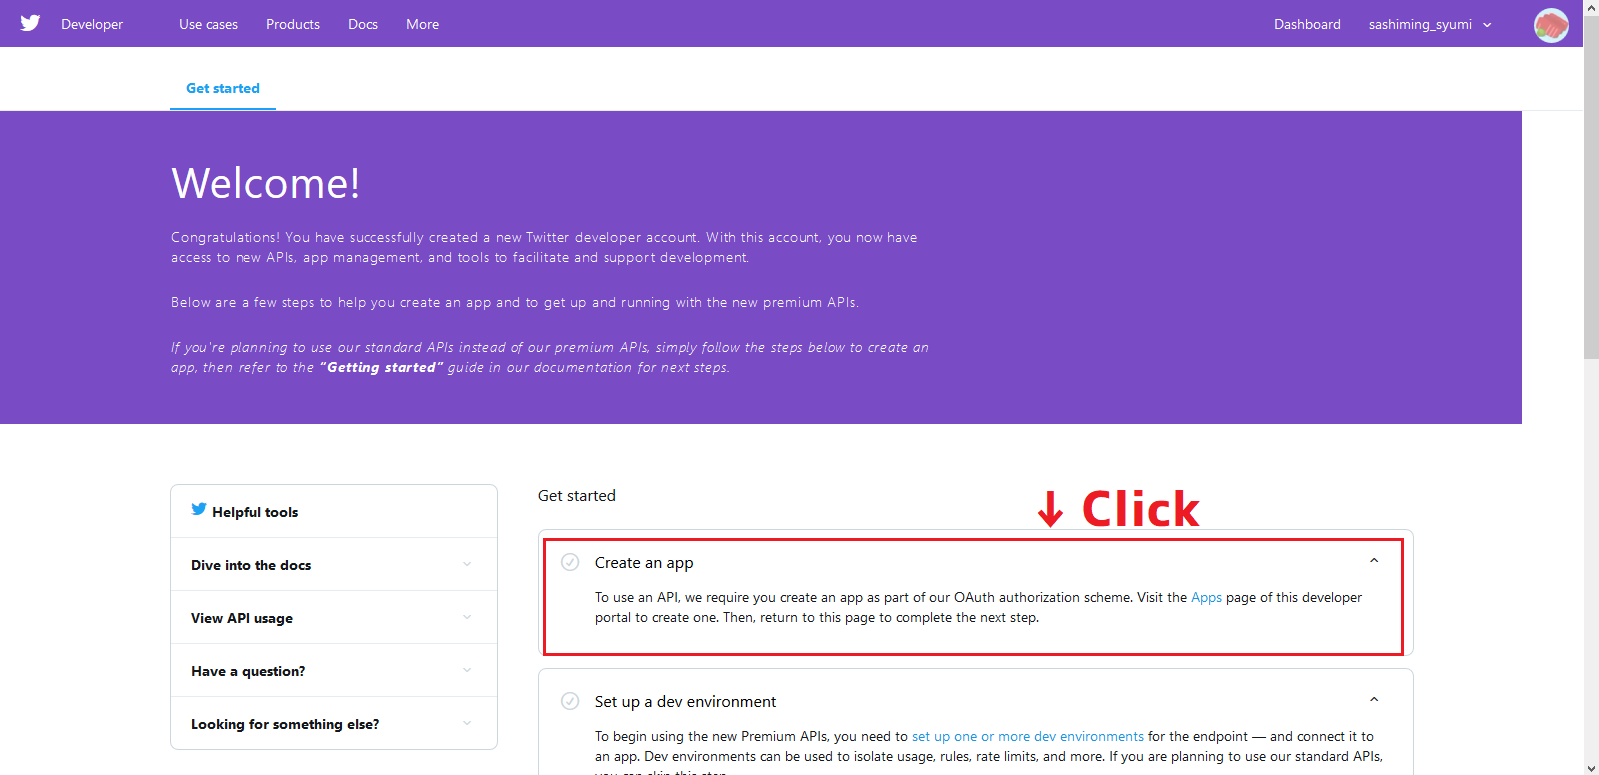 Developer Use cases Products Docs More Dashboard sashiming_syumi
Get started
Welcome!
Congratulations! You have successfully created a new Twitter developer account. With this account, you now have
access to new APIs, app management, and tools to facilitate and support development.
Below are a few steps to help you create an app and to get up and running with the new premium APIs.
If you're planning to use our standard APIs instead of our premium APIs, simply follow the steps below to create an
app, then refer to the “Getting started” guide in our documentation for next steps.
Helpful tools
Dive into the docs
View API usage
Have a question?
Looking for something else?
Get started
↓ Click
Create an app
To use an API, we require you create an app as part of our OAuth authorization scheme. Visit the Apps page of this developer
portal to create one. Then, return to this page to complete the next step.
Set up a dev environment
To begin using the new Premium APIs, you need to set up one or more dev environments for the endpoint — and connect it to
an app. Dev environments can be used to isolate usage, rules, rate limits, and more. If you are planning to use our standard APIs,
you can skip this step